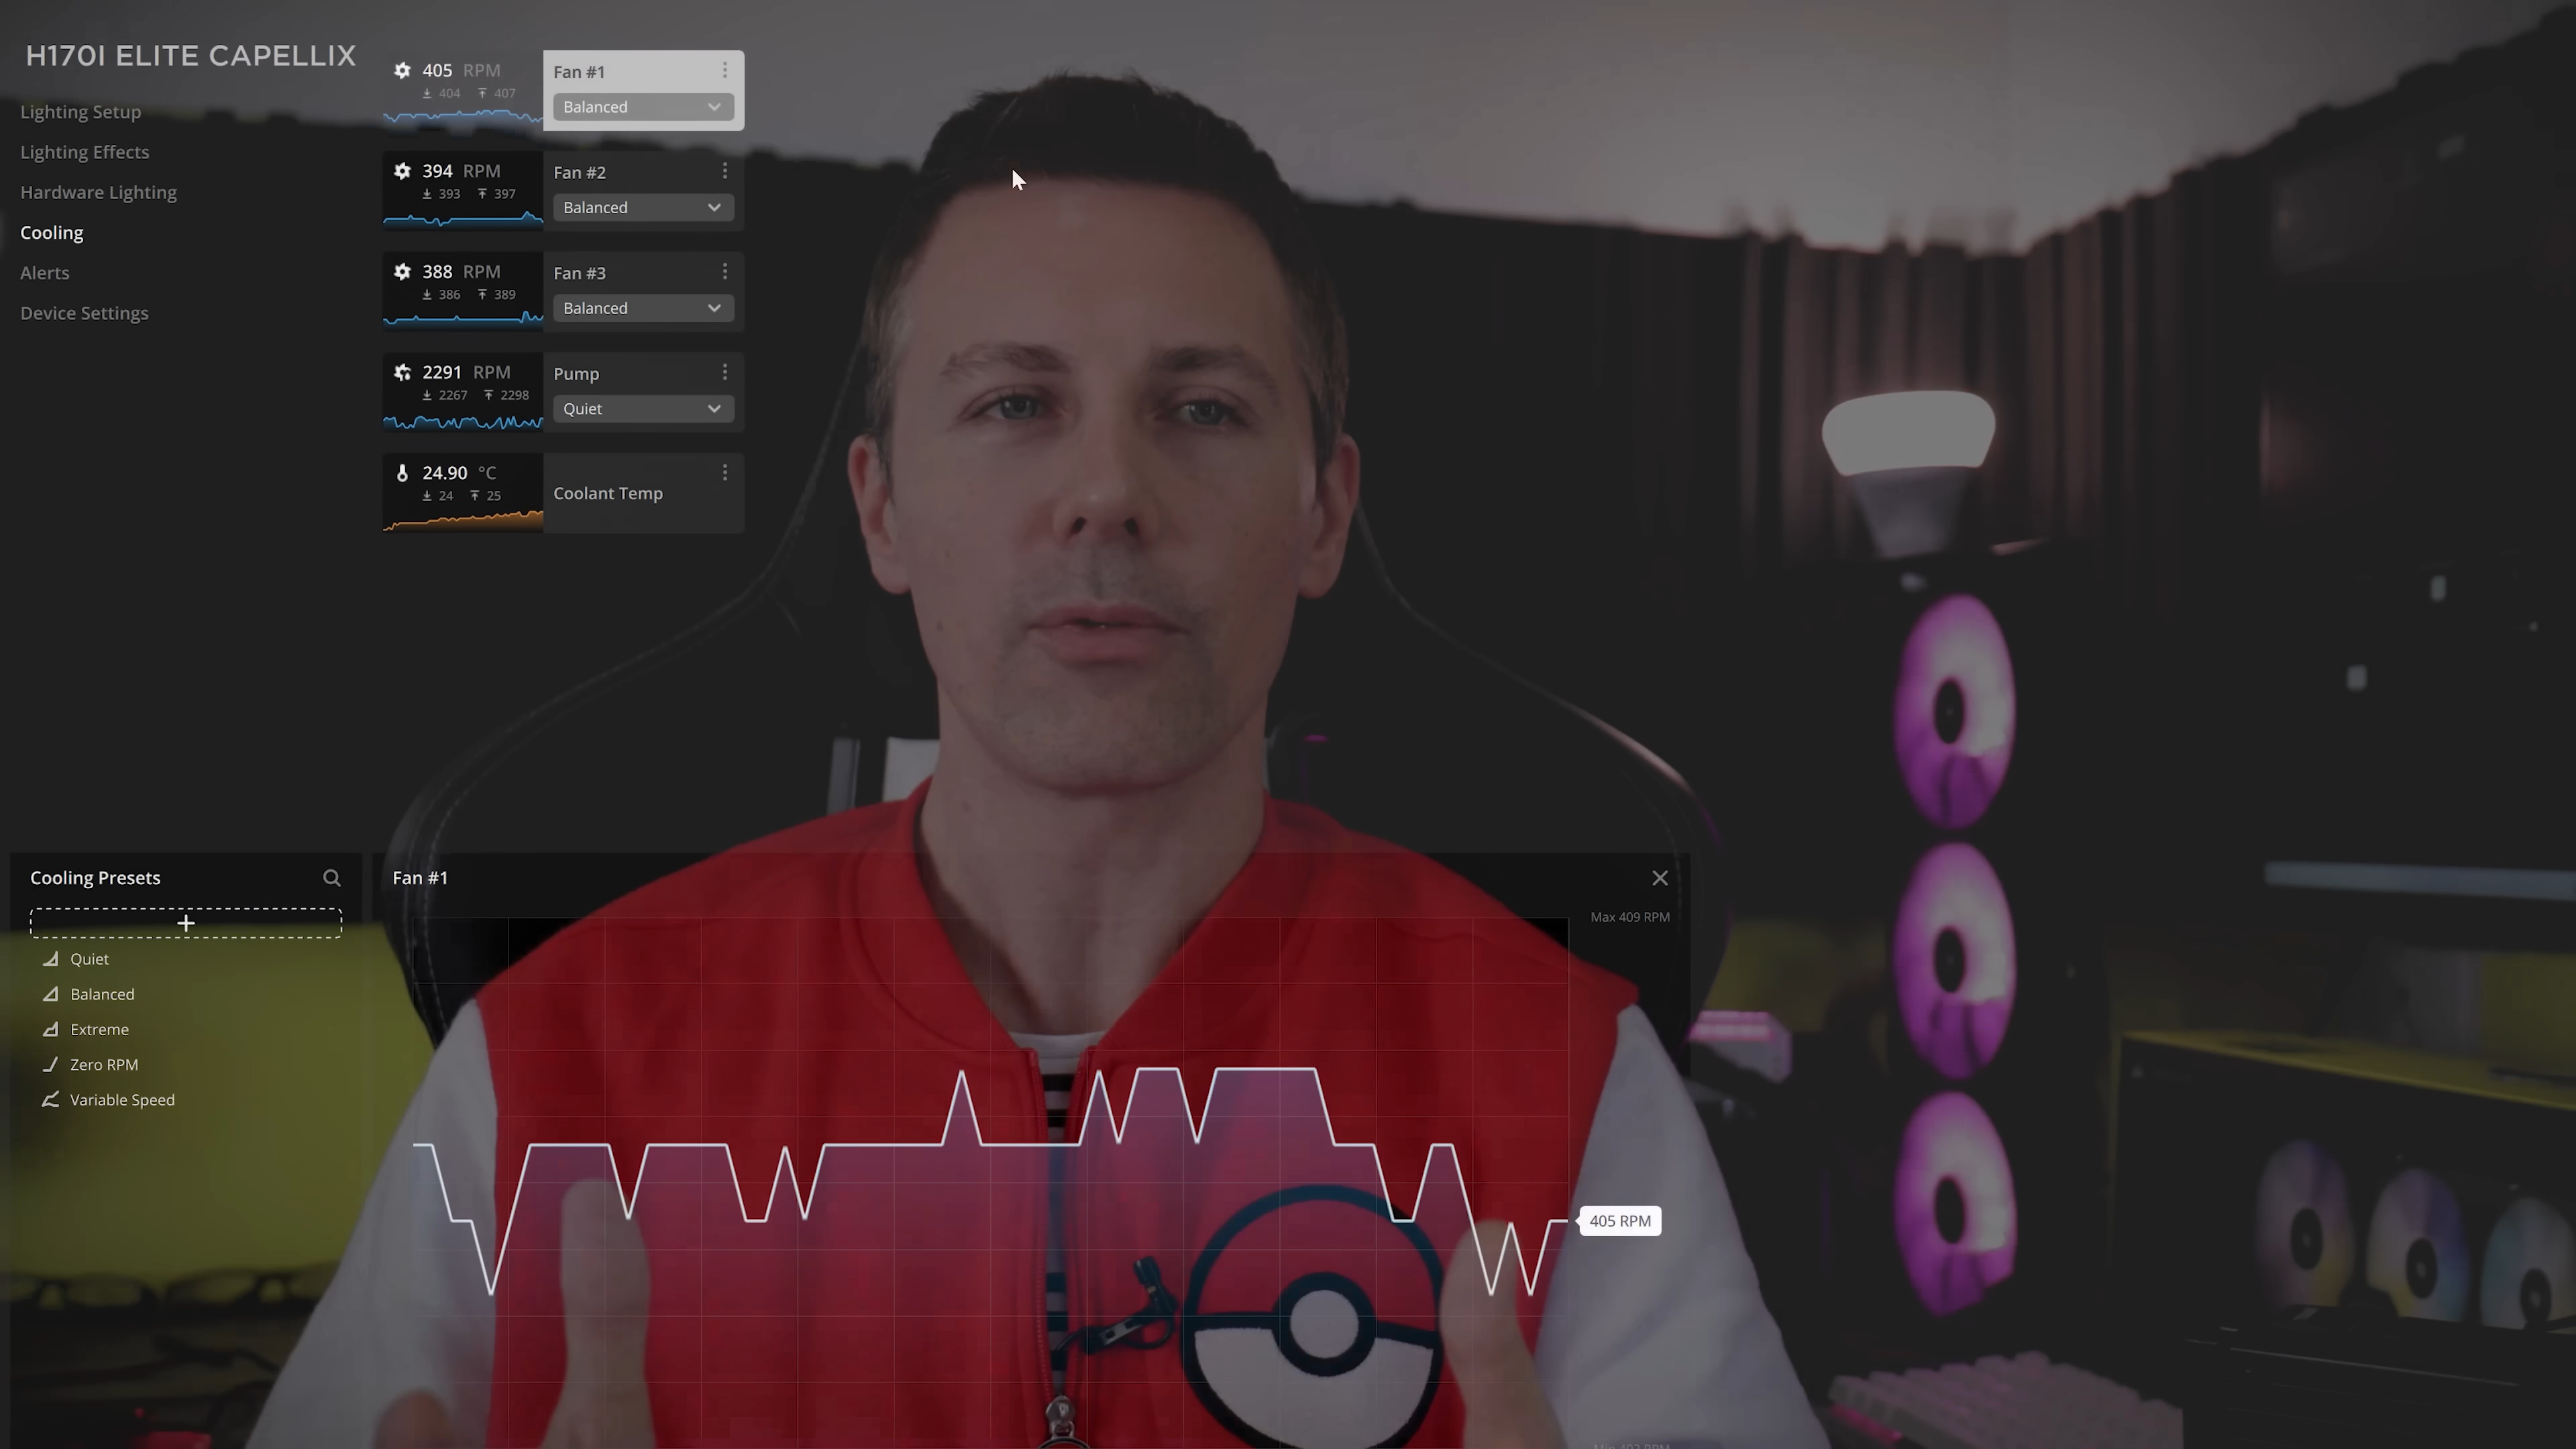 H170I ELITE CAPELLIX
Lighting Setup
Lighting Effects
Hardware Lighting
Cooling
Alerts
Device Settings
405 RPM
404 407
Fan #1
Balanced
394 RPM
393 397
Fan #2
Balanced
388 RPM
386 389
Fan #3
Balanced
2291 RPM
2267 2298
Pump
Quiet
24.90 °C
24 25
Coolant Temp
Cooling Presets
+
Quiet
Balanced
Extreme
Zero RPM
Variable Speed
Fan #1
Max 409 RPM
405 RPM